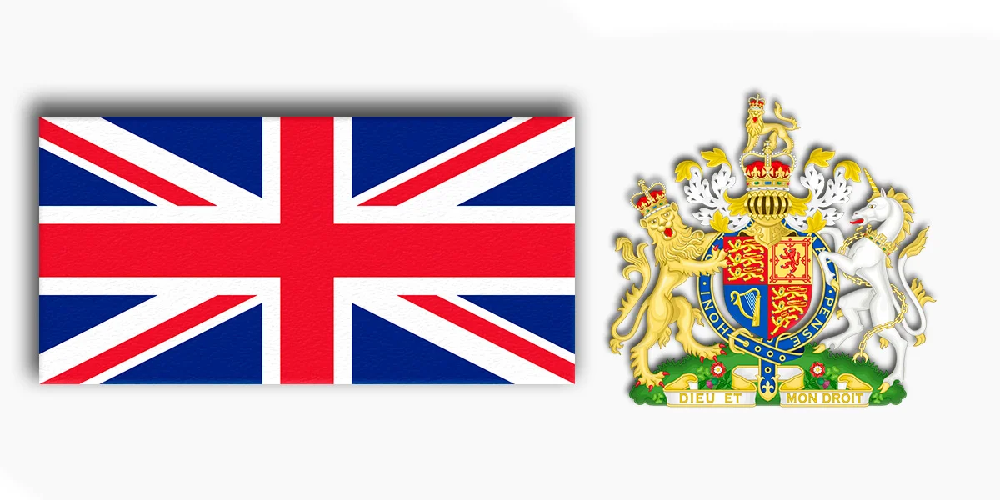 HONI
PENSE
DIEU ET MON DROIT